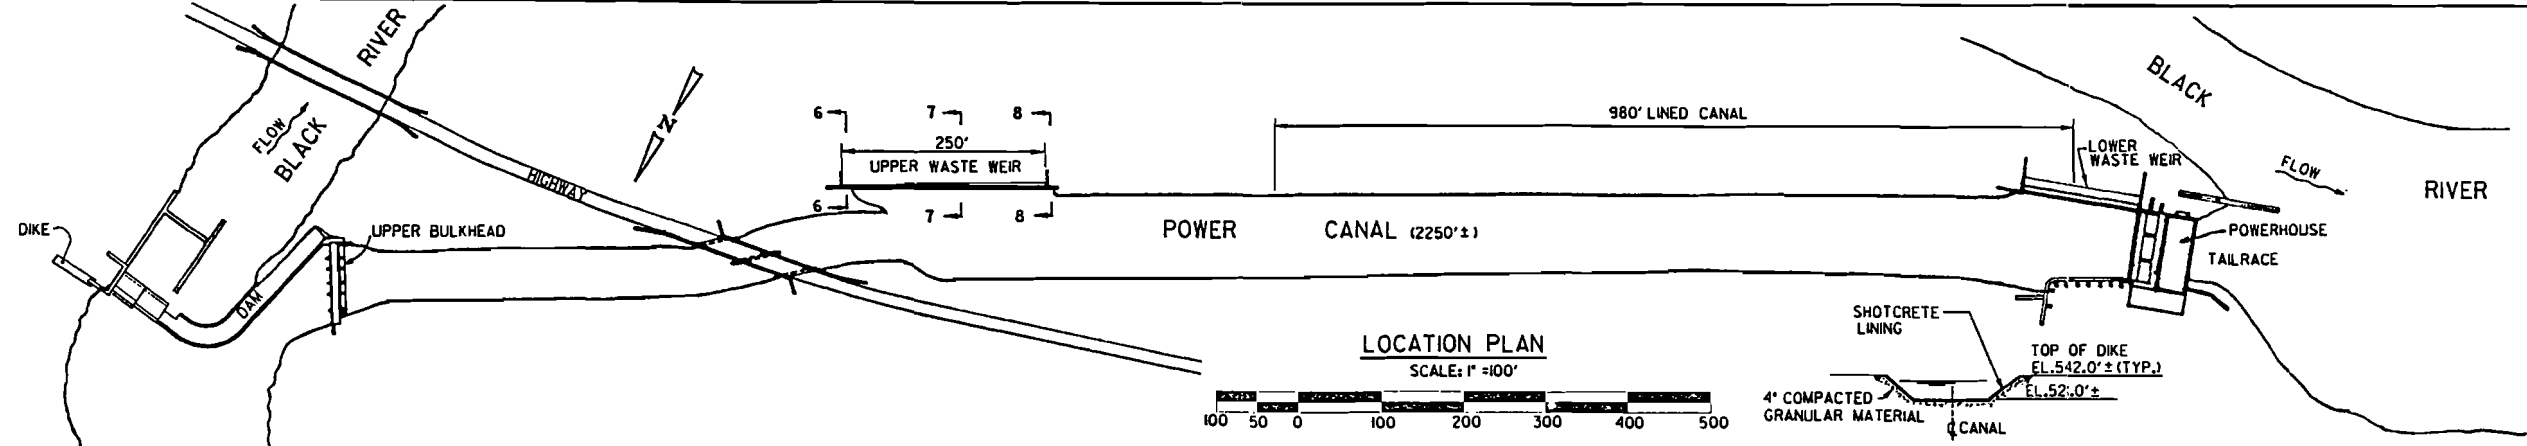 RIVER
FLOW
BLACK
HIGHWAY
N
DIKE
UPPER BULKHEAD
DAM
6 7 8
250'
UPPER WASTE WEIR
6 7 8
980' LINED CANAL
POWER CANAL (2250'±)
BLACK
LOWER
WASTE WEIR
FLOW
RIVER
POWERHOUSE
TAILRACE
LOCATION PLAN
SCALE: 1" =100'
100 50 0 100 200 300 400 500
SHOTCRETE
LINING
TOP OF DIKE
EL.542.0'± (TYP.)
4" COMPACTED
GRANULAR MATERIAL
℄ CANAL